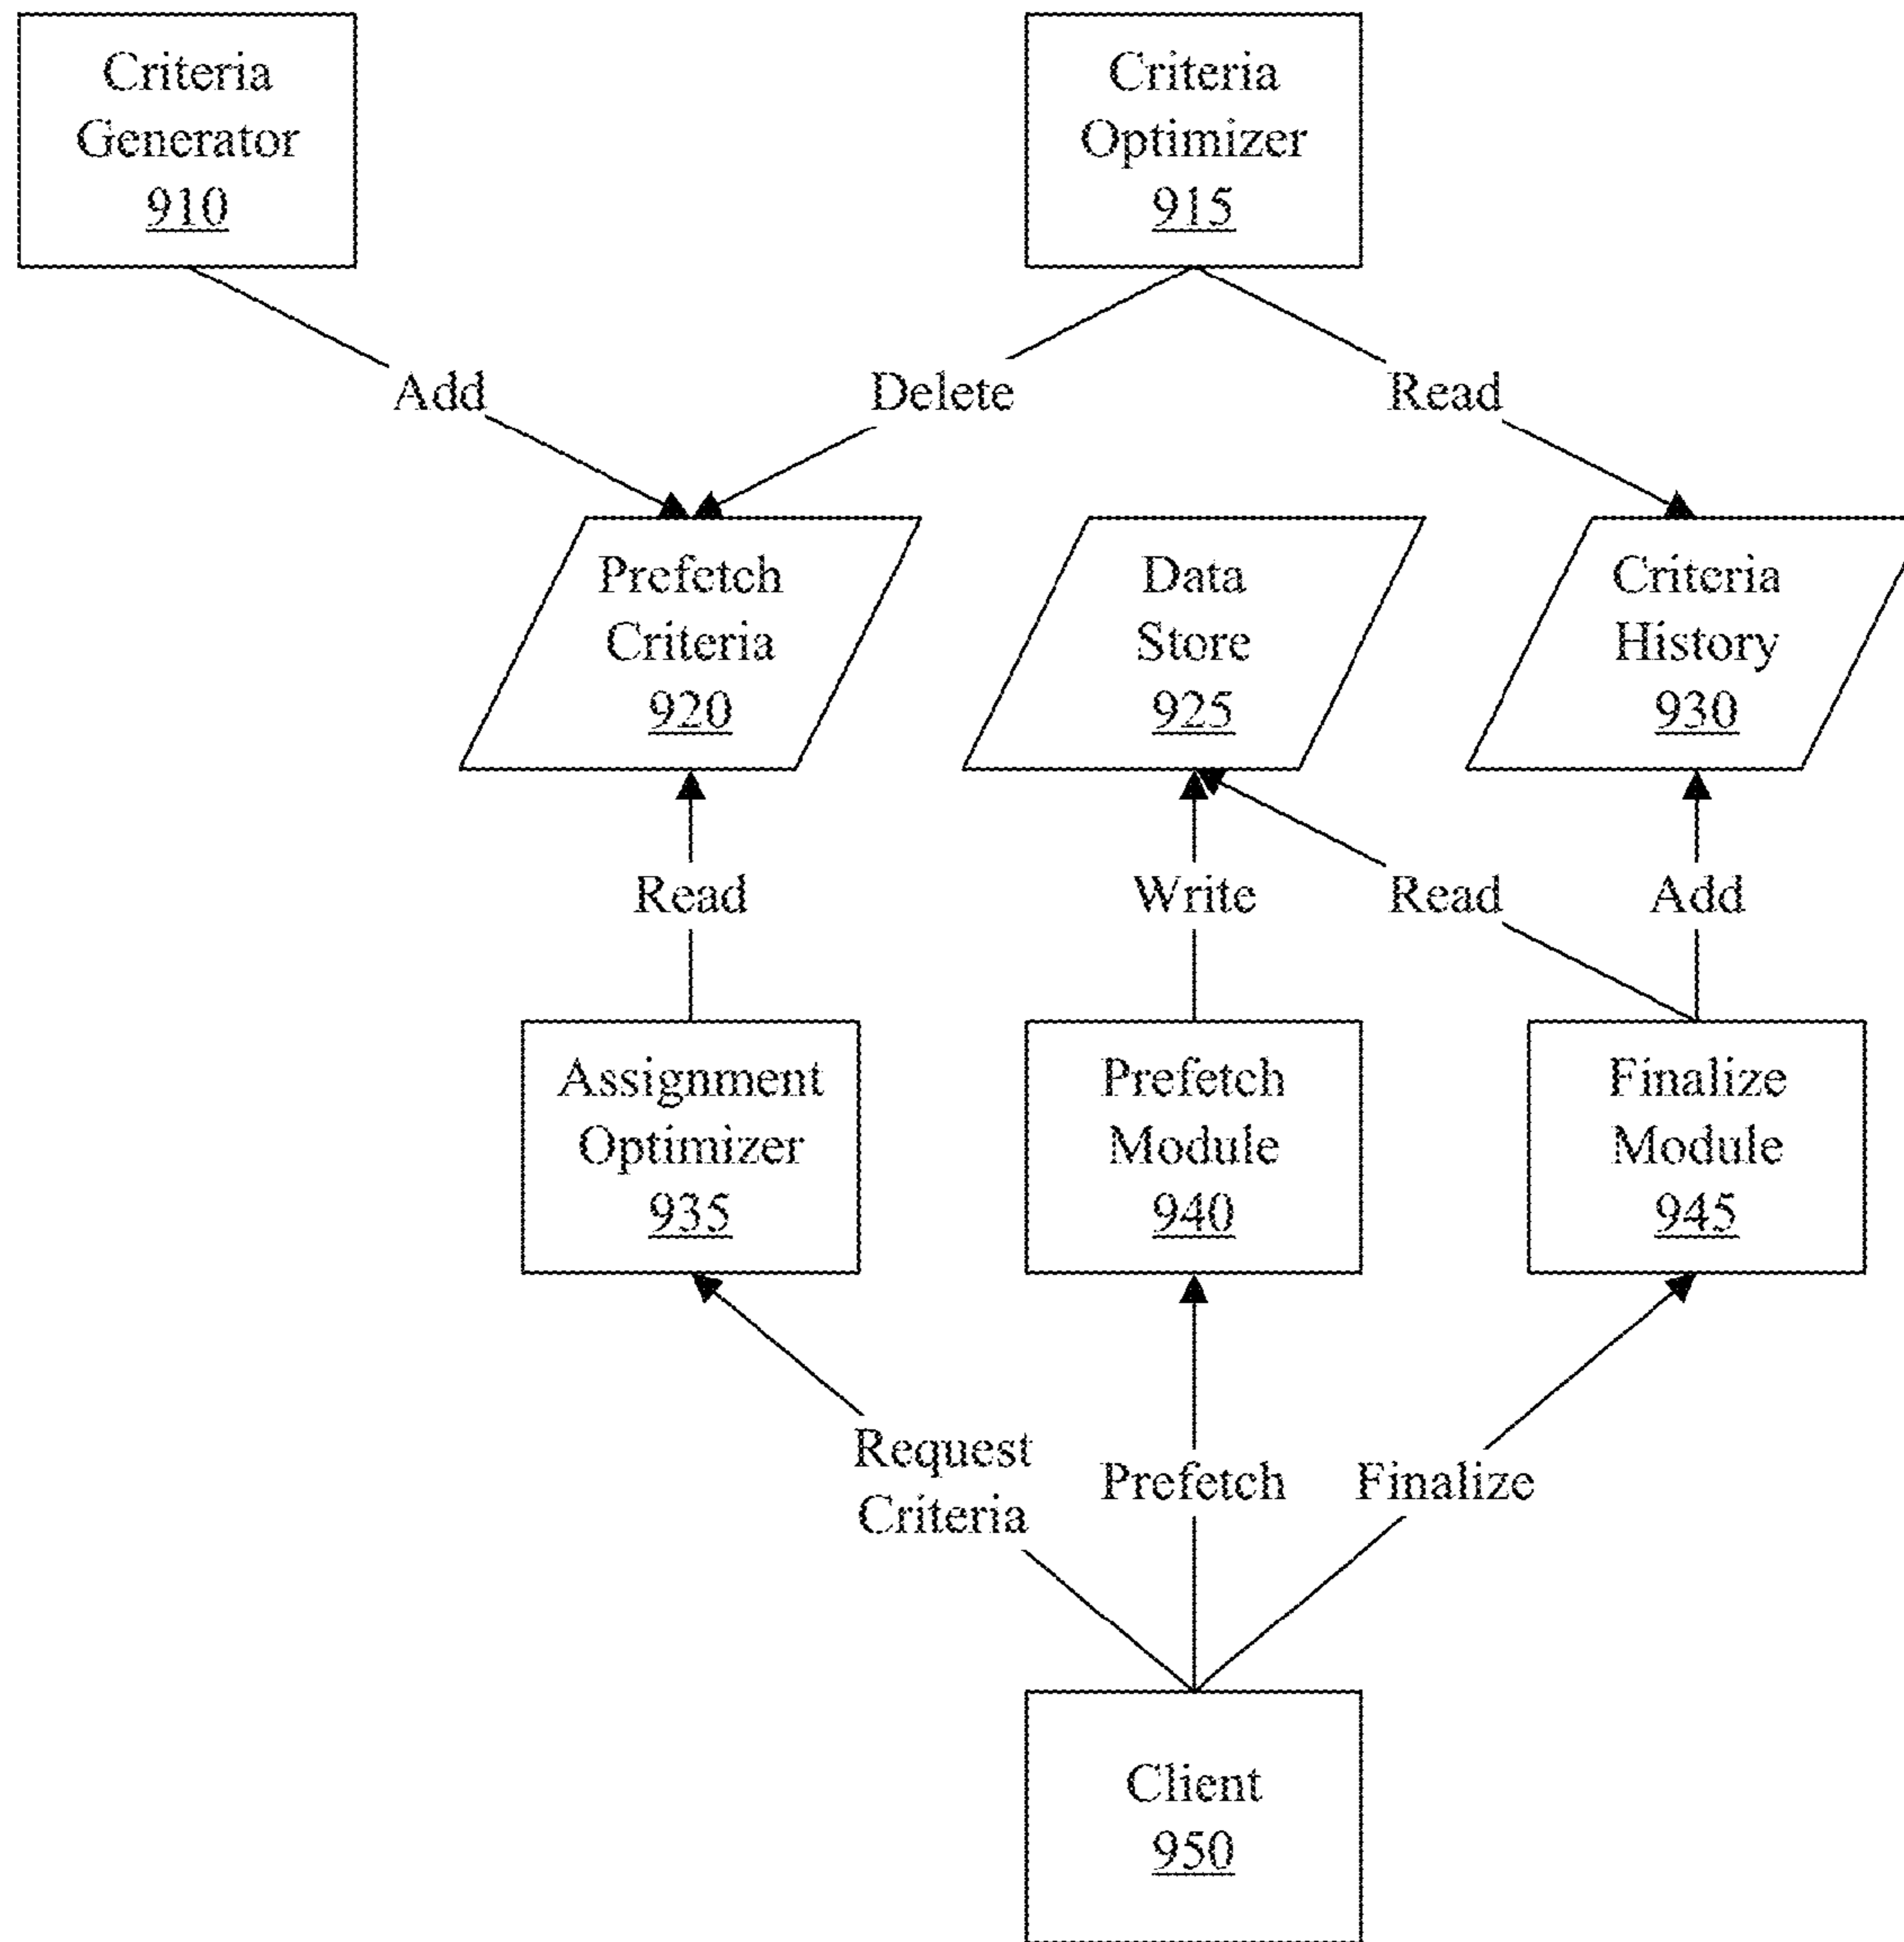 Criteria
Generator
910
Criteria
Optimizer
915
Add
Delete
Read
Prefetch
Criteria
920
Data
Store
925
Criteria
History
930
Read
Write
Read
Add
Assignment
Optimizer
935
Prefetch
Module
940
Finalize
Module
945
Request
Criteria
Prefetch
Finalize
Client
950